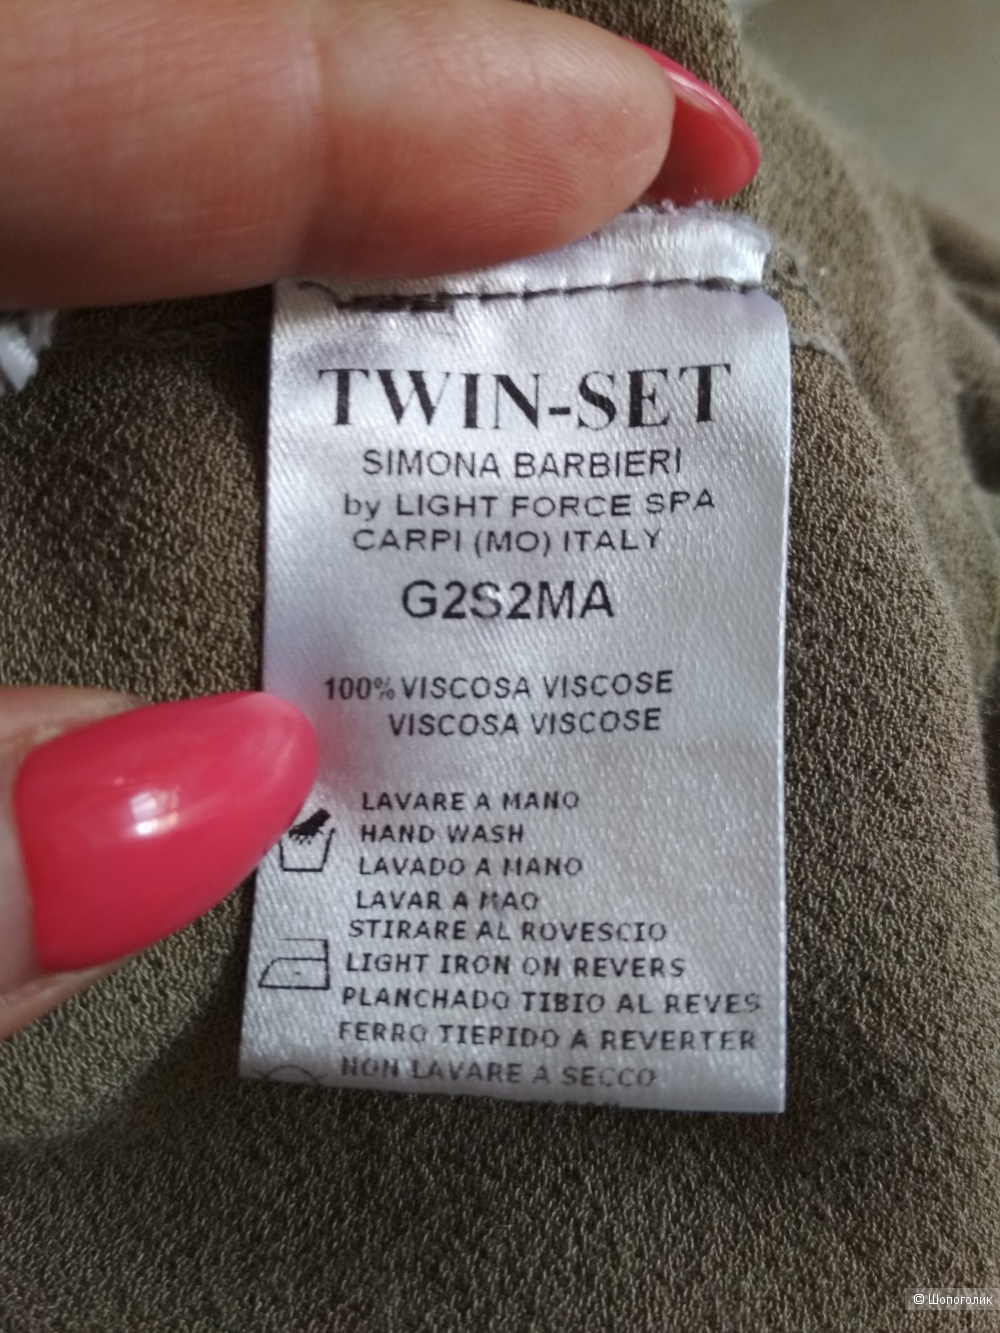 TWIN-SET
SIMONA BARBIERI
by LIGHT FORCE SPA
CARPI (MO) ITALY
G2S2MA
100% VISCOSA VISCOSE
VISCOSA VISCOSE
LAVARE A MANO
HAND WASH
LAVADO A MANO
LAVAR A MAO
STIRARE AL ROVESCIO
LIGHT IRON ON REVERS
PLANCHADO TIBIO AL REVES
FERRO TIEPIDO A REVERTER
NON LAVARE A SECCO
© Шопоголик